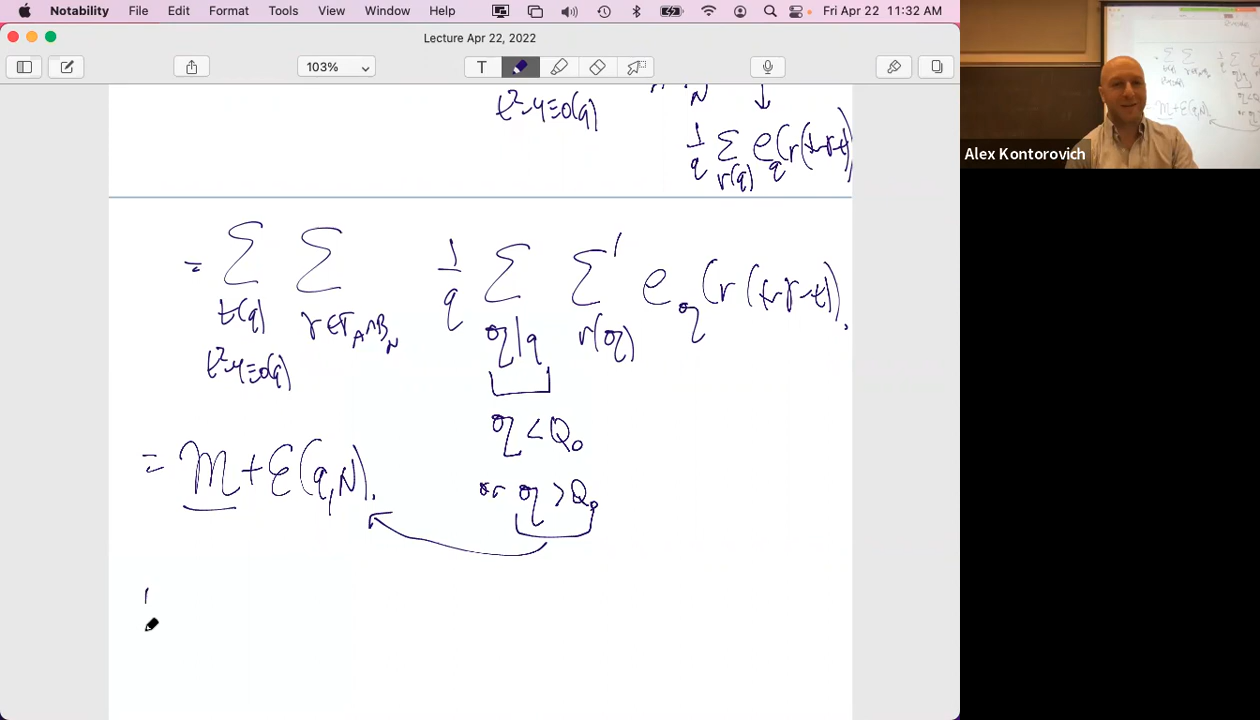 Notability File Edit Format View Tools Window Help Fri Apr 22 11:32 AM
Lecture Apr 22, 2022
103% T
t²-4≡0(q)
N
1/q Σ_{r(q)} e_q(r(tr γ-t))
= Σ_{t(q), t²-4≡0(q)} Σ_{γ∈Γ_A∩B_N} 1/q Σ_{𝔮|q} Σ'_{r(𝔮)} e_𝔮(r(tr γ-t)).
𝔮 < Q₀
= M + ℰ(q,N).
or 𝔮 > Q₀
Alex Kontorovich